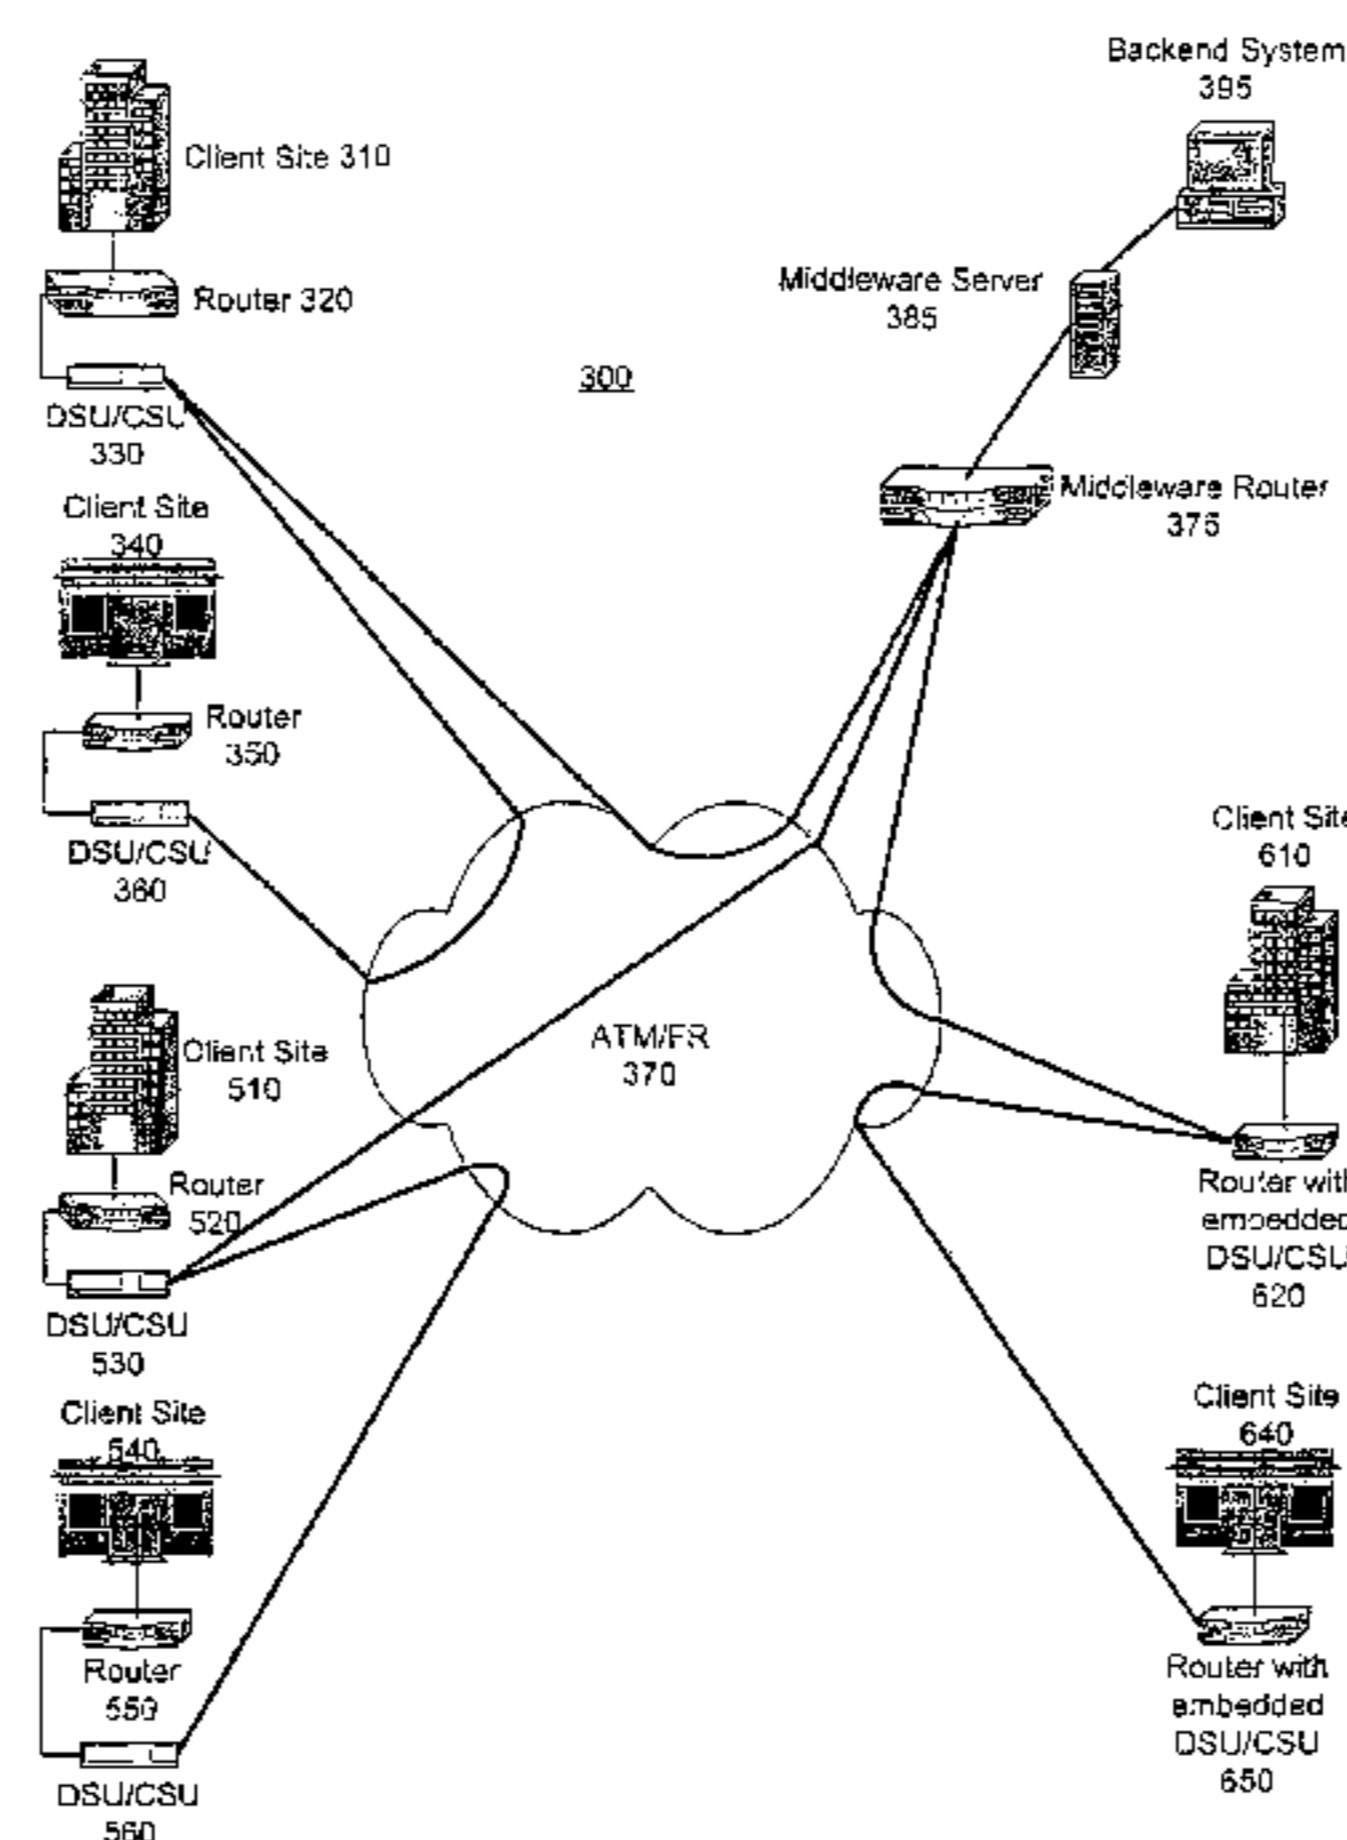 Backend System
395
Client Site 310
Middleware Server
385
Router 320
300
DSU/CSU
330
Middleware Router
375
Client Site
340
Router
350
DSU/CSU
360
Client Site
610
ATM/FR
370
Client Site
510
Router
520
Router with
embedded
DSU/CSU
620
DSU/CSU
530
Client Site
540
Client Site
640
Router
550
Router with
embedded
DSU/CSU
650
DSU/CSU
560